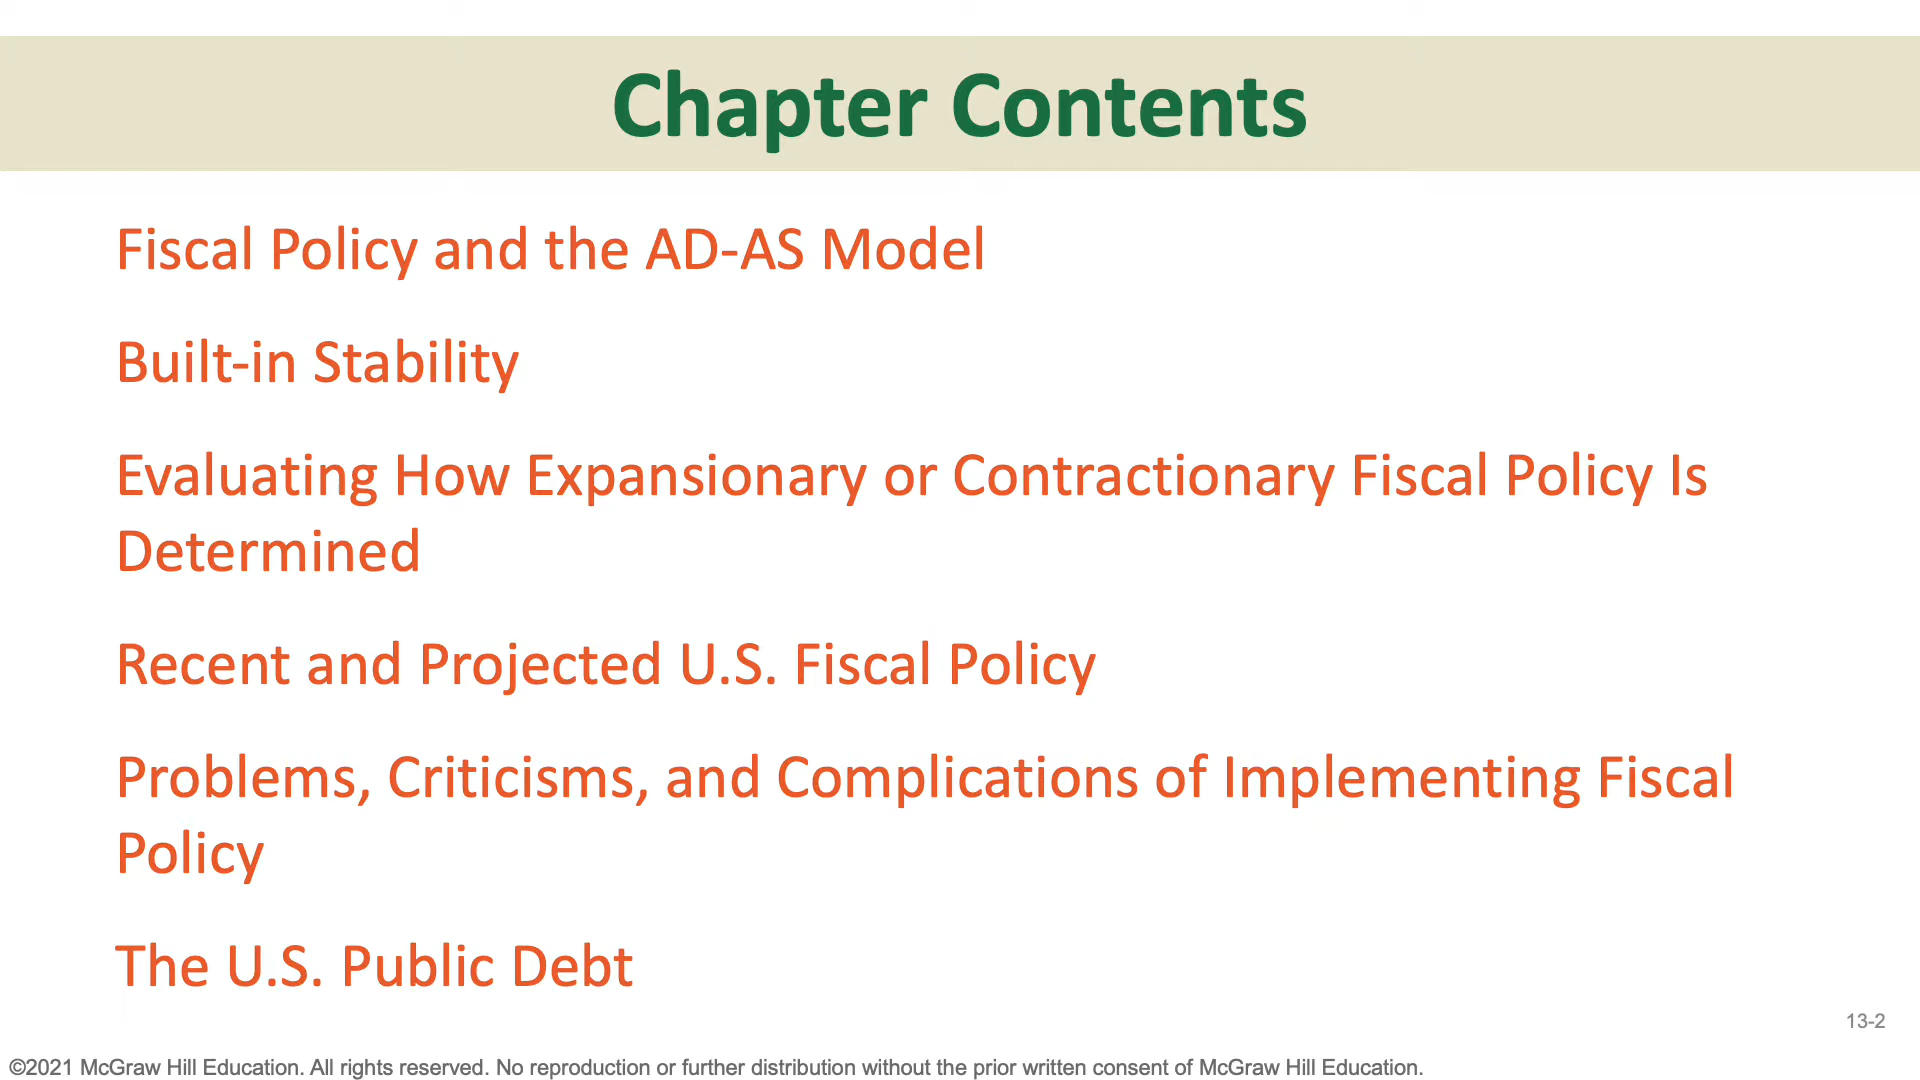 Chapter Contents
Fiscal Policy and the AD-AS Model
Built-in Stability
Evaluating How Expansionary or Contractionary Fiscal Policy Is
Determined
Recent and Projected U.S. Fiscal Policy
Problems, Criticisms, and Complications of Implementing Fiscal
Policy
The U.S. Public Debt
13-2
©2021 McGraw Hill Education. All rights reserved. No reproduction or further distribution without the prior written consent of McGraw Hill Education.